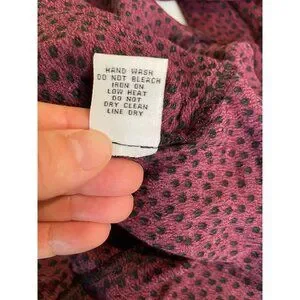 HAND WASH
DO NOT BLEACH
IRON ON
LOW HEAT
DO NOT
DRY CLEAN
LINE DRY